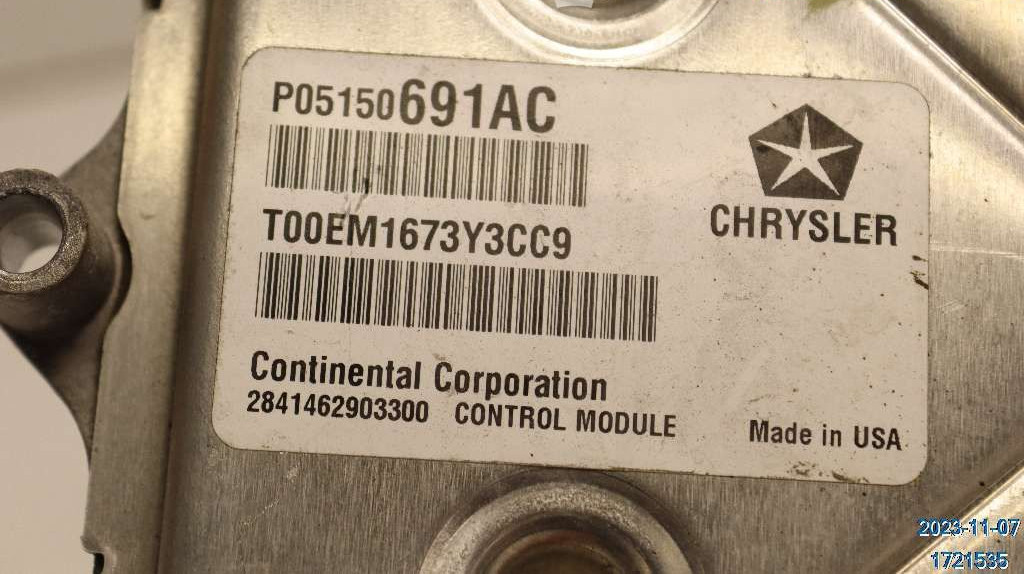 P05150691AC
T00EM1673Y3CC9
CHRYSLER
Continental Corporation
2841462903300 CONTROL MODULE
Made in USA
2023-11-07
1721535